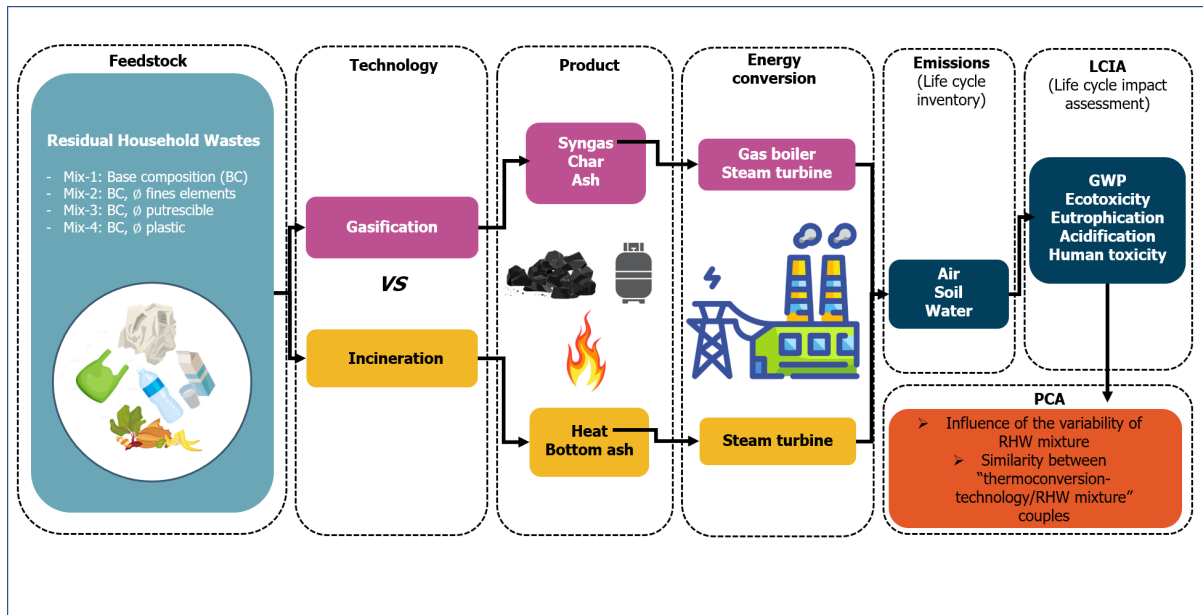 Feedstock
Residual Household Wastes
- Mix-1: Base composition (BC)
- Mix-2: BC, ø fines elements
- Mix-3: BC, ø putrescible
- Mix-4: BC, ø plastic
Technology
Gasification
VS
Incineration
Product
Syngas
Char
Ash
Heat
Bottom ash
Energy
conversion
Gas boiler
Steam turbine
Steam turbine
Emissions
(Life cycle
inventory)
Air
Soil
Water
LCIA
(Life cycle impact
assessment)
GWP
Ecotoxicity
Eutrophication
Acidification
Human toxicity
PCA
➢ Influence of the variability of
RHW mixture
➢ Similarity between
“thermoconversion-
technology/RHW mixture”
couples